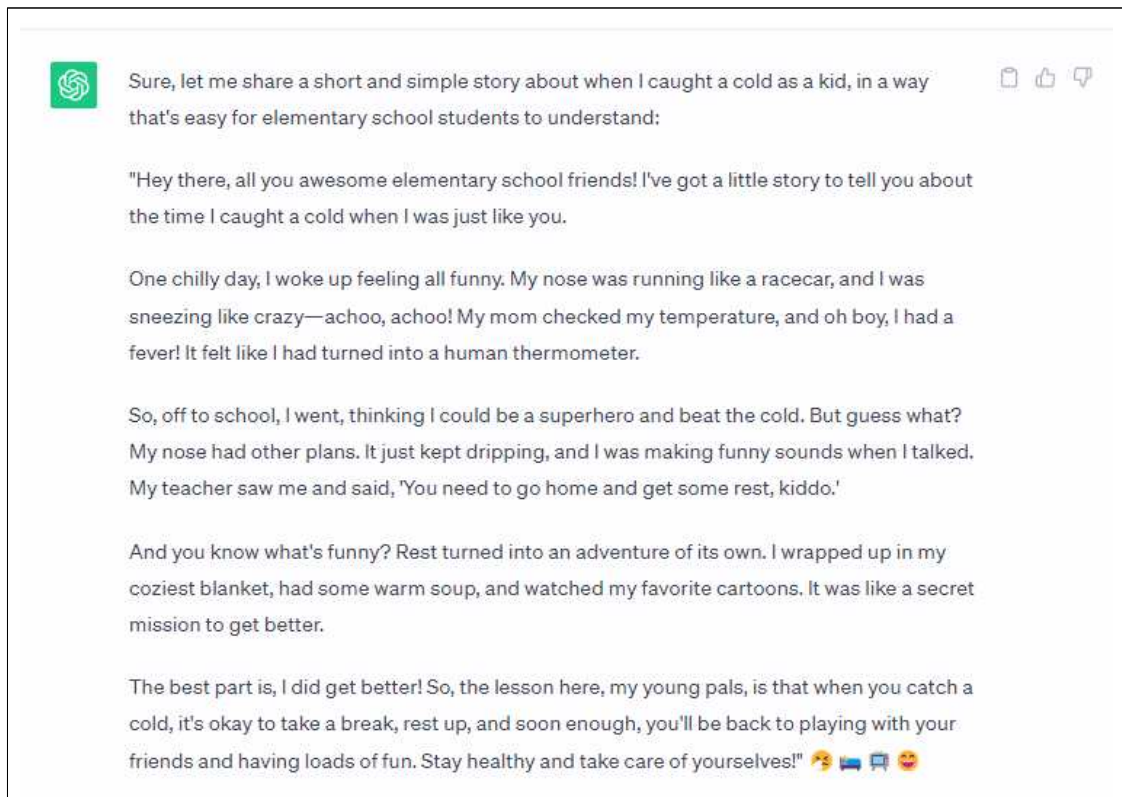 Sure, let me share a short and simple story about when I caught a cold as a kid, in a way
that's easy for elementary school students to understand:
"Hey there, all you awesome elementary school friends! I've got a little story to tell you about
the time I caught a cold when I was just like you.
One chilly day, I woke up feeling all funny. My nose was running like a racecar, and I was
sneezing like crazy—achoo, achoo! My mom checked my temperature, and oh boy, I had a
fever! It felt like I had turned into a human thermometer.
So, off to school, I went, thinking I could be a superhero and beat the cold. But guess what?
My nose had other plans. It just kept dripping, and I was making funny sounds when I talked.
My teacher saw me and said, 'You need to go home and get some rest, kiddo.'
And you know what's funny? Rest turned into an adventure of its own. I wrapped up in my
coziest blanket, had some warm soup, and watched my favorite cartoons. It was like a secret
mission to get better.
The best part is, I did get better! So, the lesson here, my young pals, is that when you catch a
cold, it's okay to take a break, rest up, and soon enough, you'll be back to playing with your
friends and having loads of fun. Stay healthy and take care of yourselves!" 🤧 🛌 📺 😄